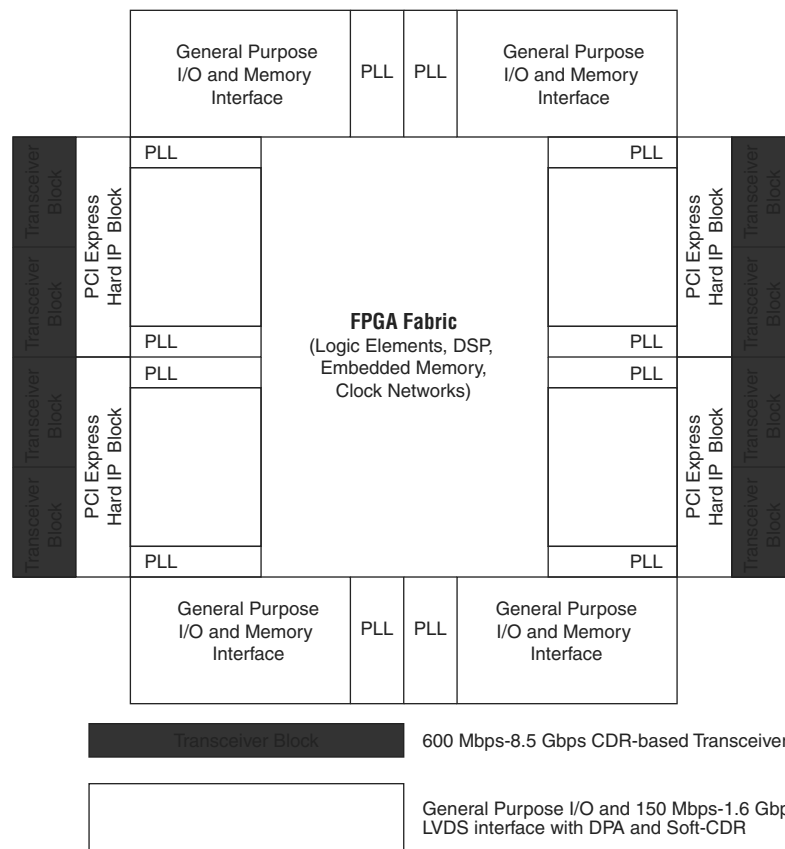 General Purpose
I/O and Memory
Interface
PLL
PLL
General Purpose
I/O and Memory
Interface
Transceiver
Block
Transceiver
Block
Transceiver
Block
Transceiver
Block
PCI Express
Hard IP Block
PCI Express
Hard IP Block
PLL
PLL
PLL
PLL
FPGA Fabric
(Logic Elements, DSP,
Embedded Memory,
Clock Networks)
PLL
PLL
PLL
PLL
PCI Express
Hard IP Block
PCI Express
Hard IP Block
Transceiver
Block
Transceiver
Block
Transceiver
Block
Transceiver
Block
General Purpose
I/O and Memory
Interface
PLL
PLL
General Purpose
I/O and Memory
Interface
Transceiver Block
600 Mbps-8.5 Gbps CDR-based Transceiver
General Purpose I/O and 150 Mbps-1.6 Gbp
LVDS interface with DPA and Soft-CDR